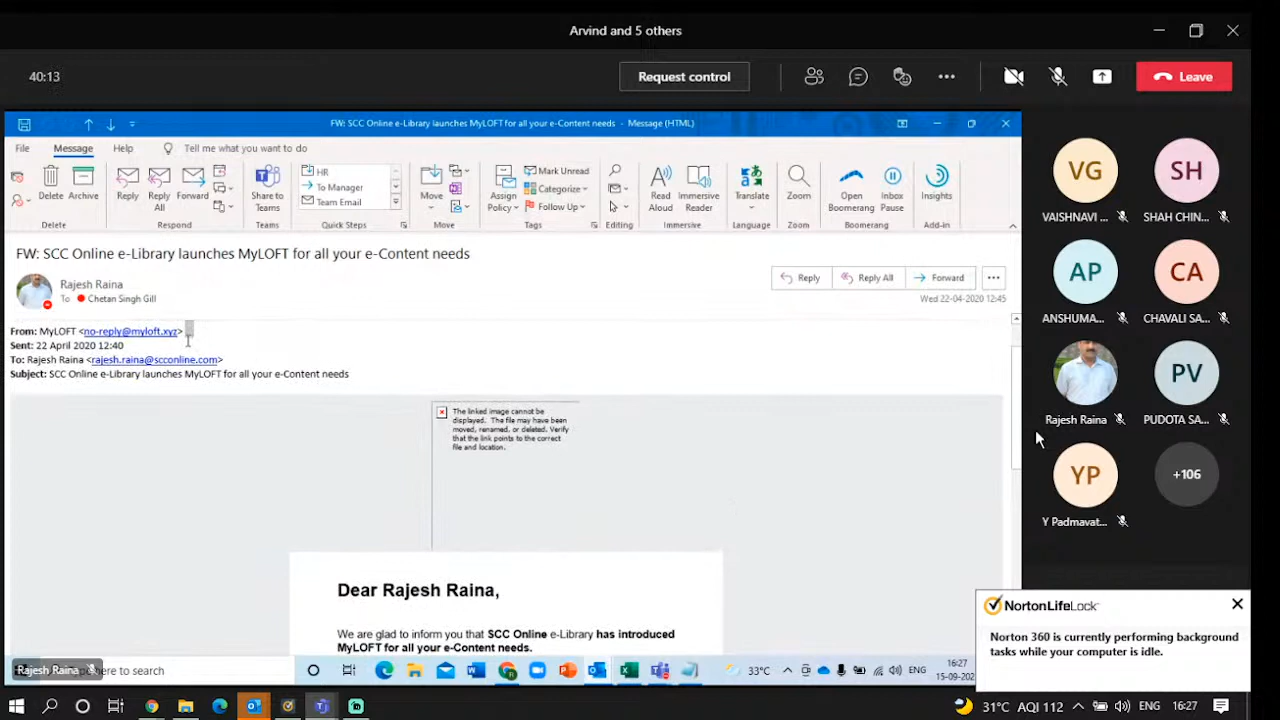 Arvind and 5 others
40:13
Request control
Leave
FW: SCC Online e-Library launches MyLOFT for all your e-Content needs - Message (HTML)
File Message Help Tell me what you want to do
Delete
Archive
Reply
Reply All
Forward
Share to Teams
HR
To Manager
Team Email
Move
Assign Policy
Mark Unread
Categorize
Follow Up
Read Aloud
Immersive Reader
Translate
Zoom
Open Boomerang
Inbox Pause
Insights
Delete Respond Teams Quick Steps Move Tags Editing Immersive Language Zoom Boomerang Add-in
FW: SCC Online e-Library launches MyLOFT for all your e-Content needs
Rajesh Raina
To Chetan Singh Gill
Reply Reply All Forward
Wed 22-04-2020 12:45
From: MyLOFT <no-reply@myloft.xyz>
Sent: 22 April 2020 12:40
To: Rajesh Raina <rajesh.raina@scconline.com>
Subject: SCC Online e-Library launches MyLOFT for all your e-Content needs
The linked image cannot be
displayed. The file may have been
moved, renamed, or deleted. Verify
that the link points to the correct
file and location.
Dear Rajesh Raina,
We are glad to inform you that SCC Online e-Library has introduced
MyLOFT for all your e-Content needs.
VG SH
VAISHNAVI ... SHAH CHIN...
AP CA
ANSHUMA... CHAVALI SA...
PV
Rajesh Raina PUDOTA SA...
YP +106
Y Padmavat...
NortonLifeLock
Norton 360 is currently performing background
tasks while your computer is idle.
Rajesh Raina
here to search
33°C
ENG
16:27
15-09-202
31°C AQI 112
ENG
16:27